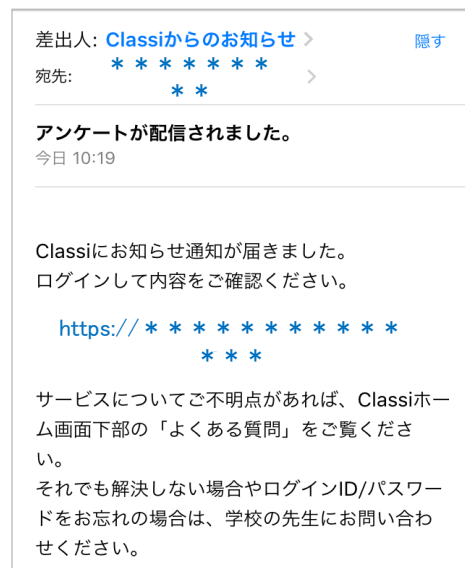 差出人: Classiからのお知らせ 隠す
宛先: *******
**
アンケートが配信されました。
今日 10:19
Classiにお知らせ通知が届きました。
ログインして内容をご確認ください。
https://***********
***
サービスについてご不明点があれば、Classiホー
ム画面下部の「よくある質問」をご覧くださ
い。
それでも解決しない場合やログインID/パスワー
ドをお忘れの場合は、学校の先生にお問い合わ
せください。